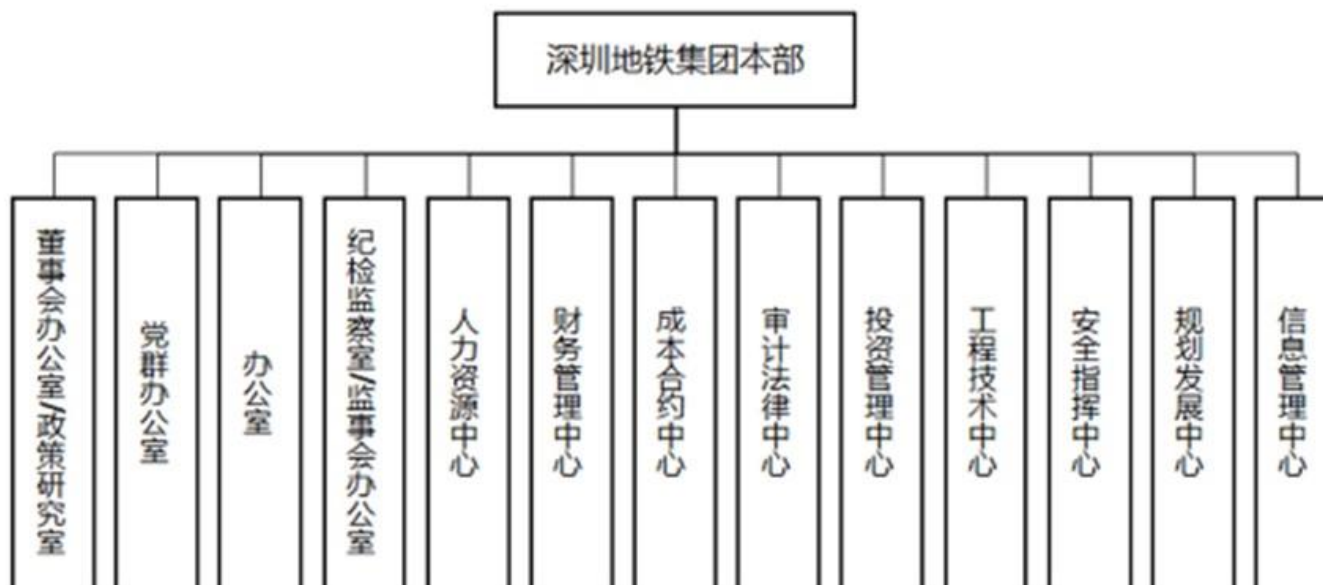 深圳地铁集团本部
董事会办公室/政策研究室
党群办公室
办公室
纪检监察室/监事会办公室
人力资源中心
财务管理中心
成本合约中心
审计法律中心
投资管理中心
工程技术中心
安全指挥中心
规划发展中心
信息管理中心